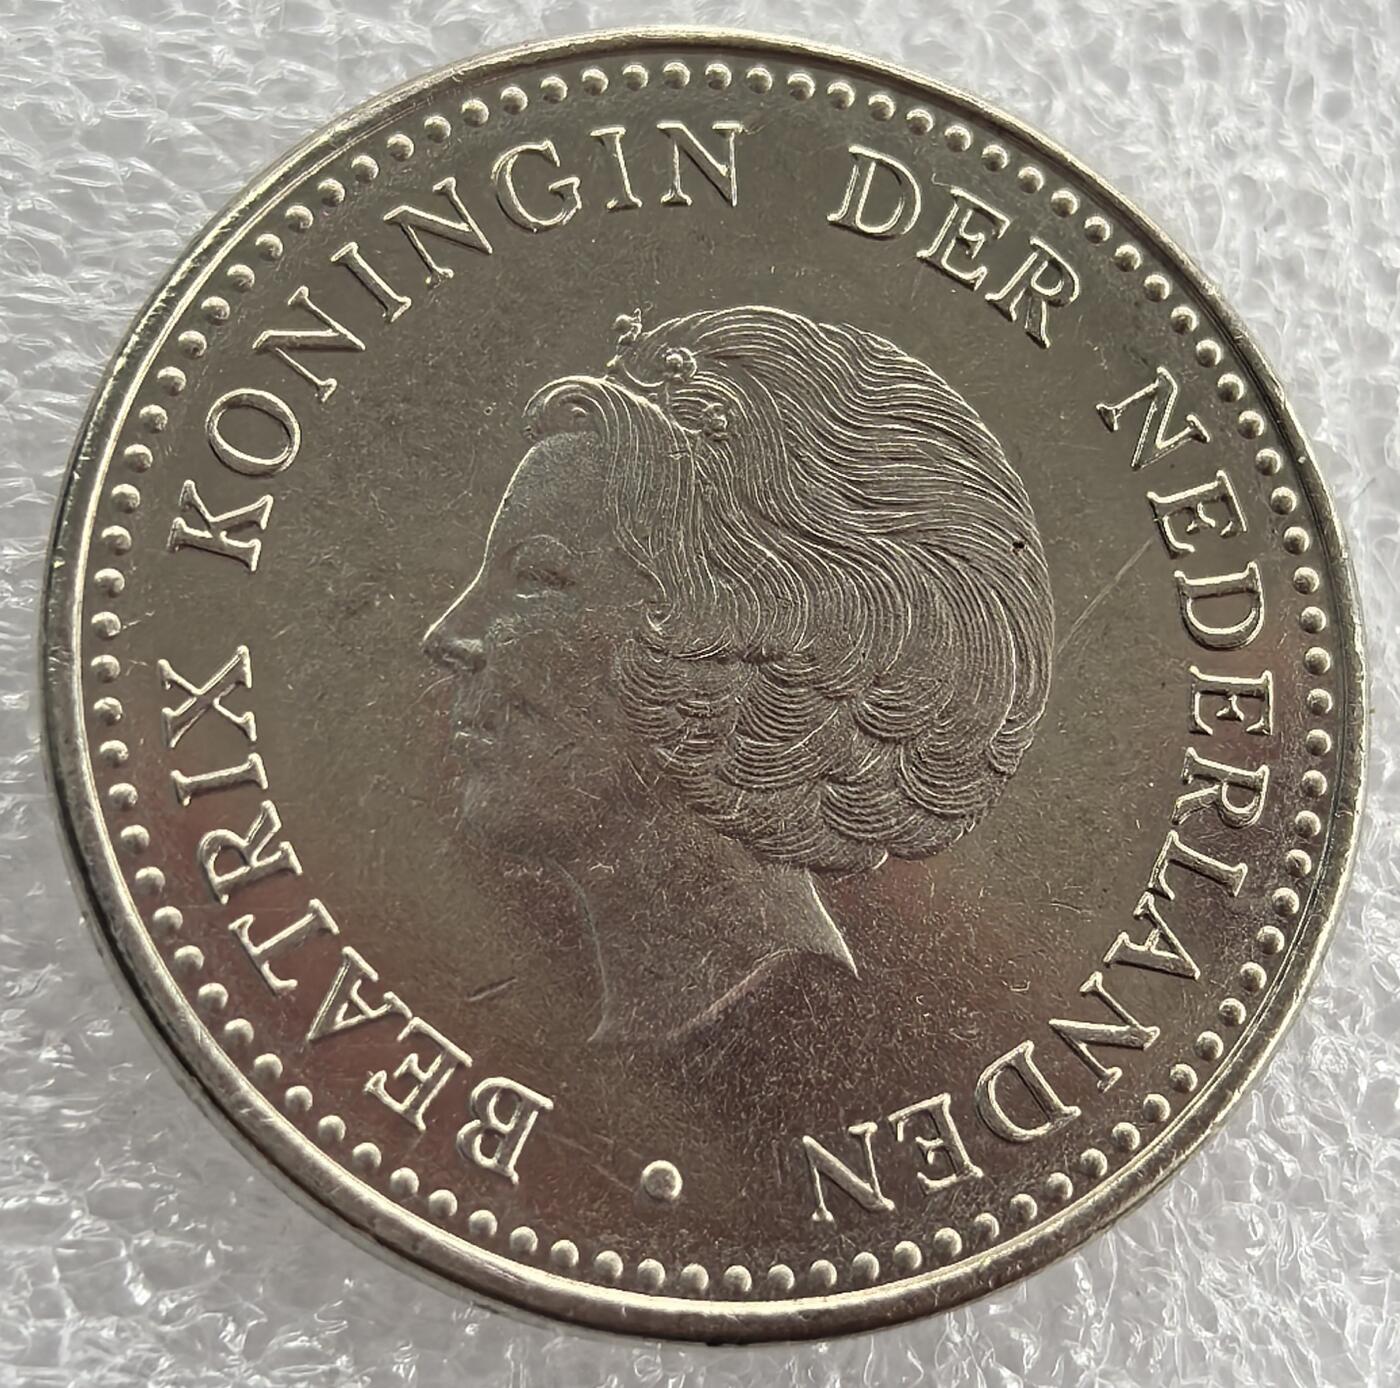 BEATRIX KONINGIN DER NEDERLANDEN •